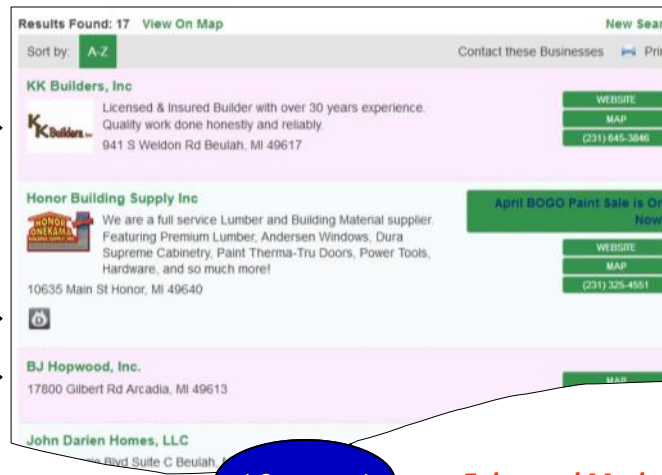 Results Found: 17 View On Map New Sear
Sort by: A-Z Contact these Businesses Prin
KK Builders, Inc
Licensed & Insured Builder with over 30 years experience.
Quality work done honestly and reliably.
941 S Weldon Rd Beulah, MI 49617
KK Builders
WEBSITE
MAP
(231) 645-3846
Honor Building Supply Inc
April BOGO Paint Sale is On
Now
HONOR
ONEKAMA
We are a full service Lumber and Building Material supplier.
Featuring Premium Lumber, Andersen Windows, Dura
Supreme Cabinetry, Paint Therma-Tru Doors, Power Tools,
Hardware, and so much more!
10635 Main St Honor, MI 49640
WEBSITE
MAP
(231) 325-4551
BJ Hopwood, Inc.
17800 Gilbert Rd Arcadia, MI 49613
MAP
John Darien Homes, LLC
Blvd Suite C Beulah,